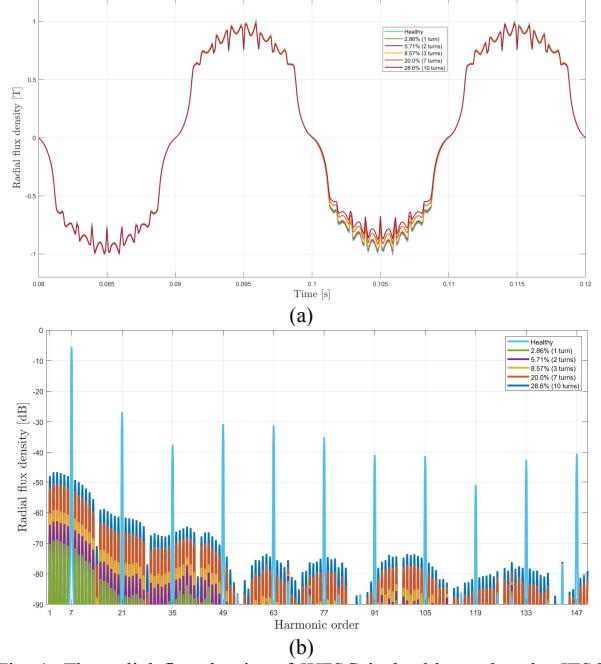 1
0.5
0
-0.5
-1
Radial flux density [T]
Healthy
2.86% (1 turn)
5.71% (2 turns)
8.57% (3 turns)
20.0% (7 turns)
28.6% (10 turns)
0.08 0.085 0.09 0.095 0.1 0.105 0.11 0.115 0.12
Time [s]
(a)
0
-10
-20
-30
-40
-50
-60
-70
-80
-90
Radial flux density [dB]
Healthy
2.86% (1 turn)
5.71% (2 turns)
8.57% (3 turns)
20.0% (7 turns)
28.6% (10 turns)
1 7 21 35 49 63 77 91 105 119 133 147
Harmonic order
(b)